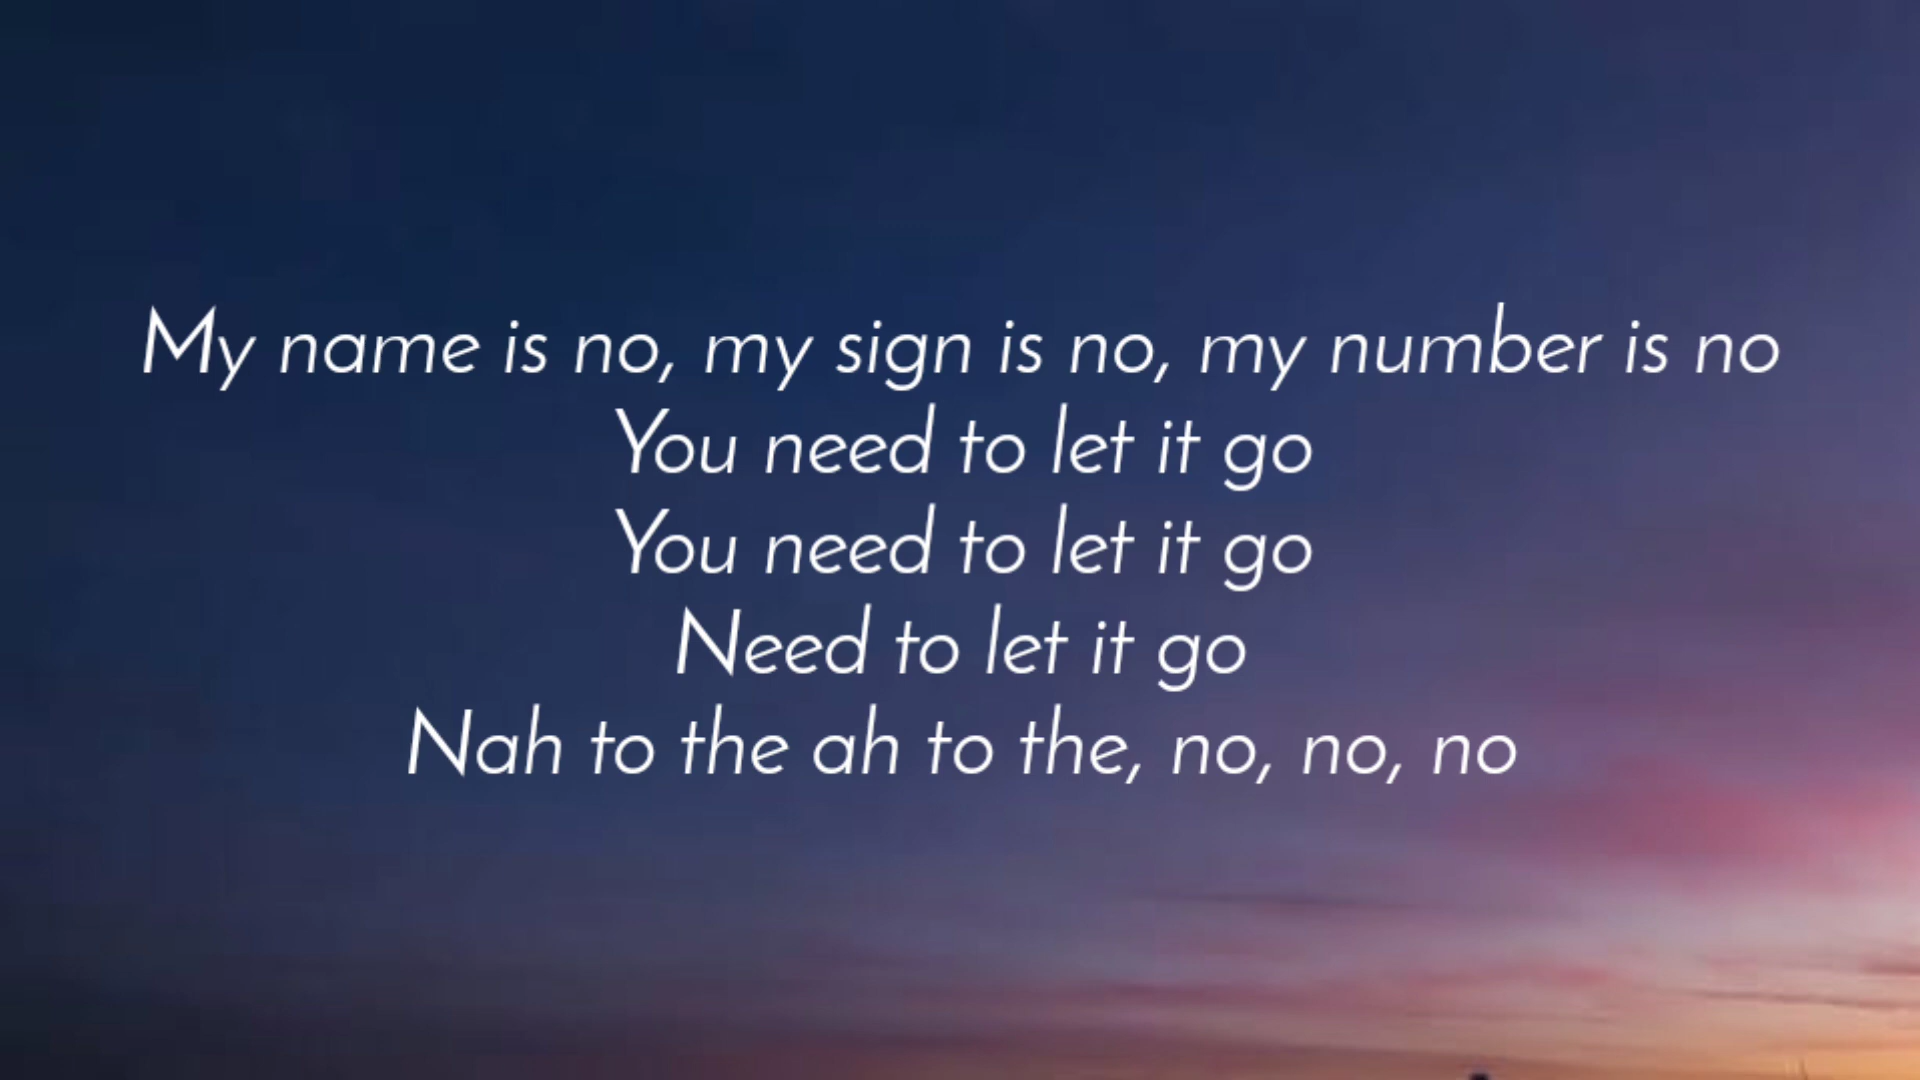 My name is no, my sign is no, my number is no
You need to let it go
You need to let it go
Need to let it go
Nah to the ah to the, no, no, no